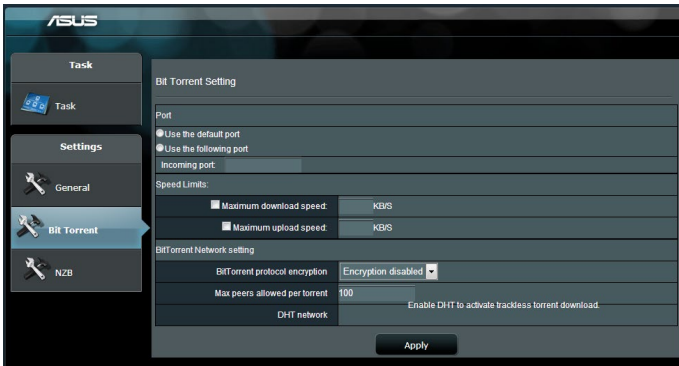 ASUS
Task
Task
Settings
General
Bit Torrent
NZB
Bit Torrent Setting
Port
Use the default port
Use the following port
Incoming port:
Speed Limits:
Maximum download speed: KB/S
Maximum upload speed: KB/S
BitTorrent Network setting
BitTorrent protocol encryption Encryption disabled
Max peers allowed per torrent 100
Enable DHT to activate trackless torrent download.
DHT network
Apply